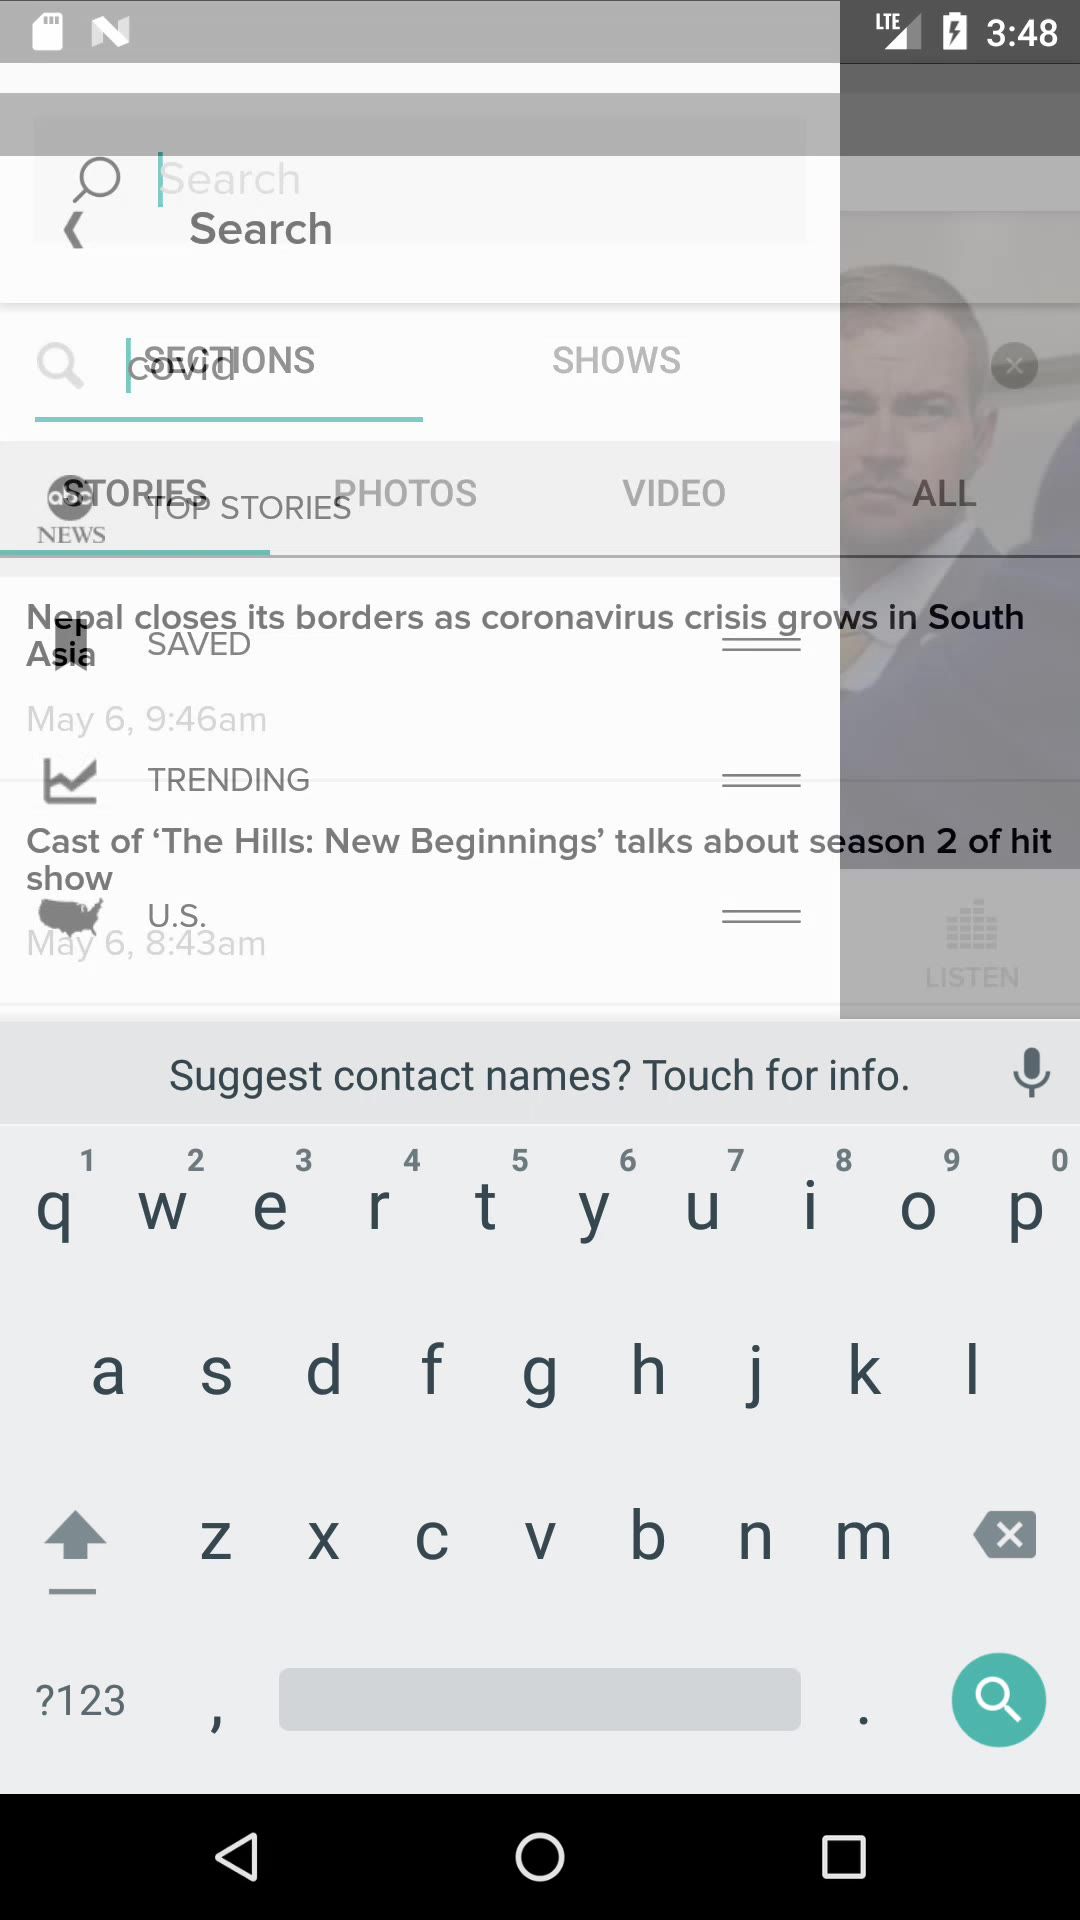 LTE 3:48
Search
Search
SECTIONS SHOWS
covid
STORIES PHOTOS VIDEO ALL
abc NEWS TOP STORIES
Nepal closes its borders as coronavirus crisis grows in South
Asia
SAVED
May 6, 9:46am
TRENDING
Cast of ‘The Hills: New Beginnings’ talks about season 2 of hit
show
U.S.
May 6, 8:43am
LISTEN
Suggest contact names? Touch for info.
1 2 3 4 5 6 7 8 9 0
q w e r t y u i o p
a s d f g h j k l
z x c v b n m
?123 , .